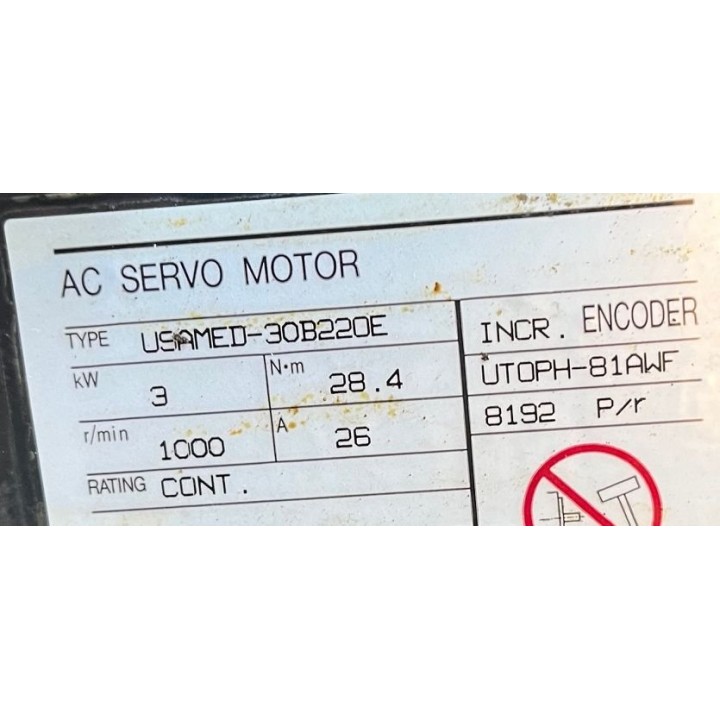 AC SERVO MOTOR
TYPE USAMED-30B220E
kW 3 N·m 28.4
r/min 1000 A 26
RATING CONT.
INCR. ENCODER
UTOPH-81AWF
8192 P/r